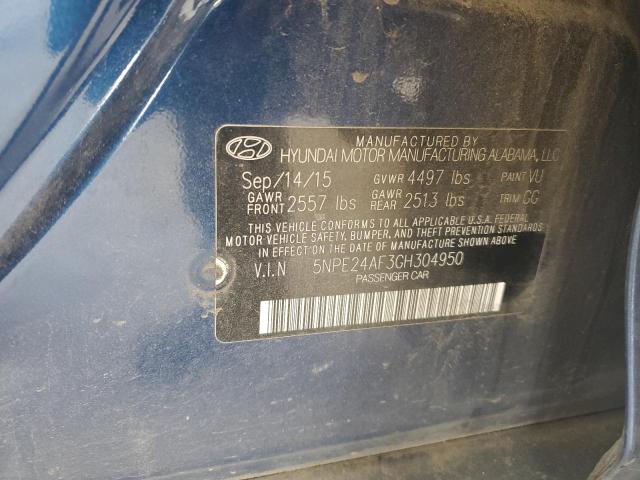 MANUFACTURED BY
HYUNDAI MOTOR MANUFACTURING ALABAMA, LLC
Sep/14/15 GVWR 4497 lbs PAINT VU
GAWR FRONT 2557 lbs GAWR REAR 2513 lbs TRIM GG
THIS VEHICLE CONFORMS TO ALL APPLICABLE U.S.A. FEDERAL
MOTOR VEHICLE SAFETY, BUMPER, AND THEFT PREVENTION STANDARDS
IN EFFECT ON THE DATE OF MANUFACTURE SHOWN ABOVE.
V.I.N 5NPE24AF3GH304950
PASSENGER CAR